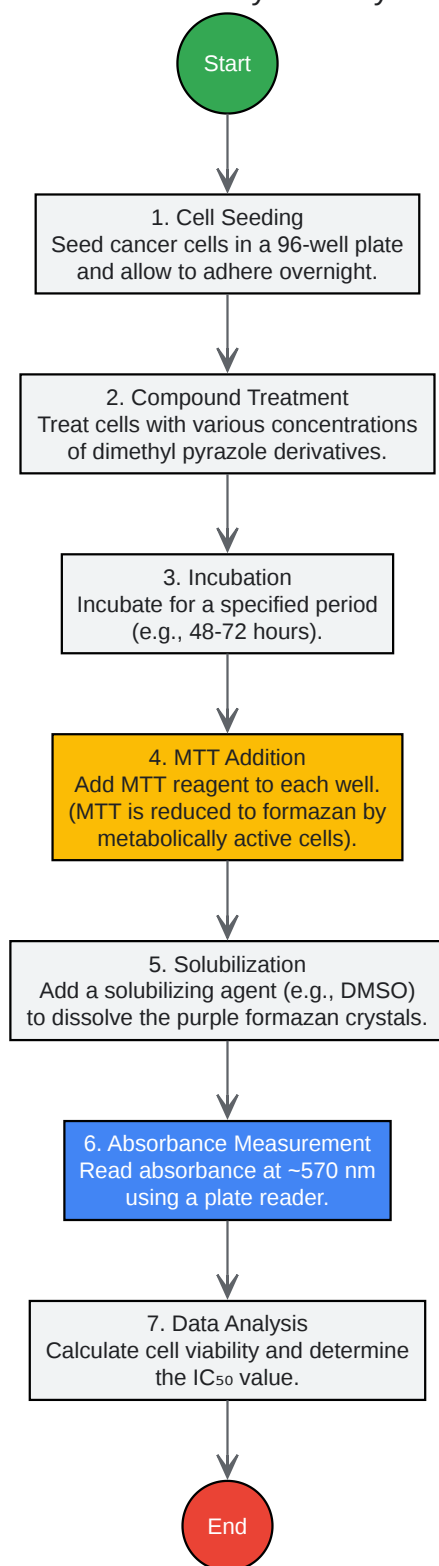 Start
1. Cell Seeding
Seed cancer cells in a 96-well plate
and allow to adhere overnight.
2. Compound Treatment
Treat cells with various concentrations
of dimethyl pyrazole derivatives.
3. Incubation
Incubate for a specified period
(e.g., 48-72 hours).
4. MTT Addition
Add MTT reagent to each well.
(MTT is reduced to formazan by
metabolically active cells).
5. Solubilization
Add a solubilizing agent (e.g., DMSO)
to dissolve the purple formazan crystals.
6. Absorbance Measurement
Read absorbance at ~570 nm
using a plate reader.
7. Data Analysis
Calculate cell viability and determine
the IC₅₀ value.
End